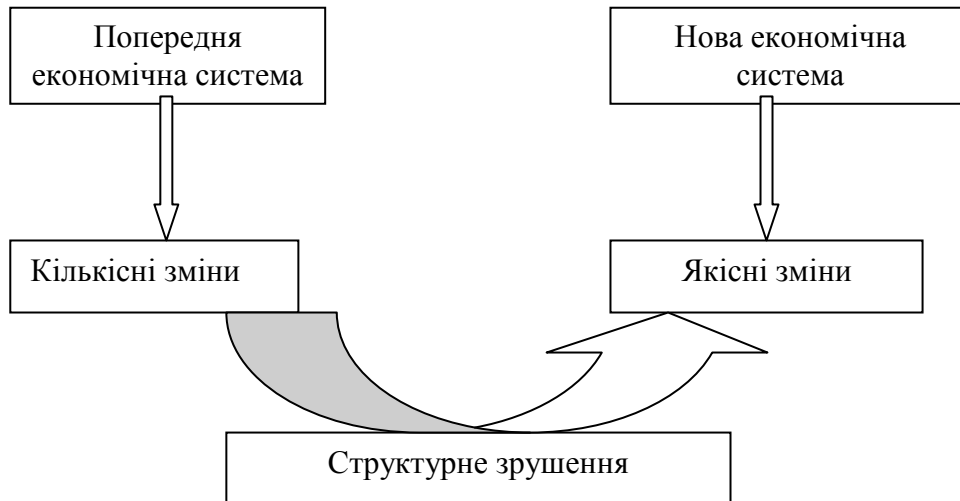 Попередня
економічна система
Нова економічна
система
Кількісні зміни
Якісні зміни
Структурне зрушення